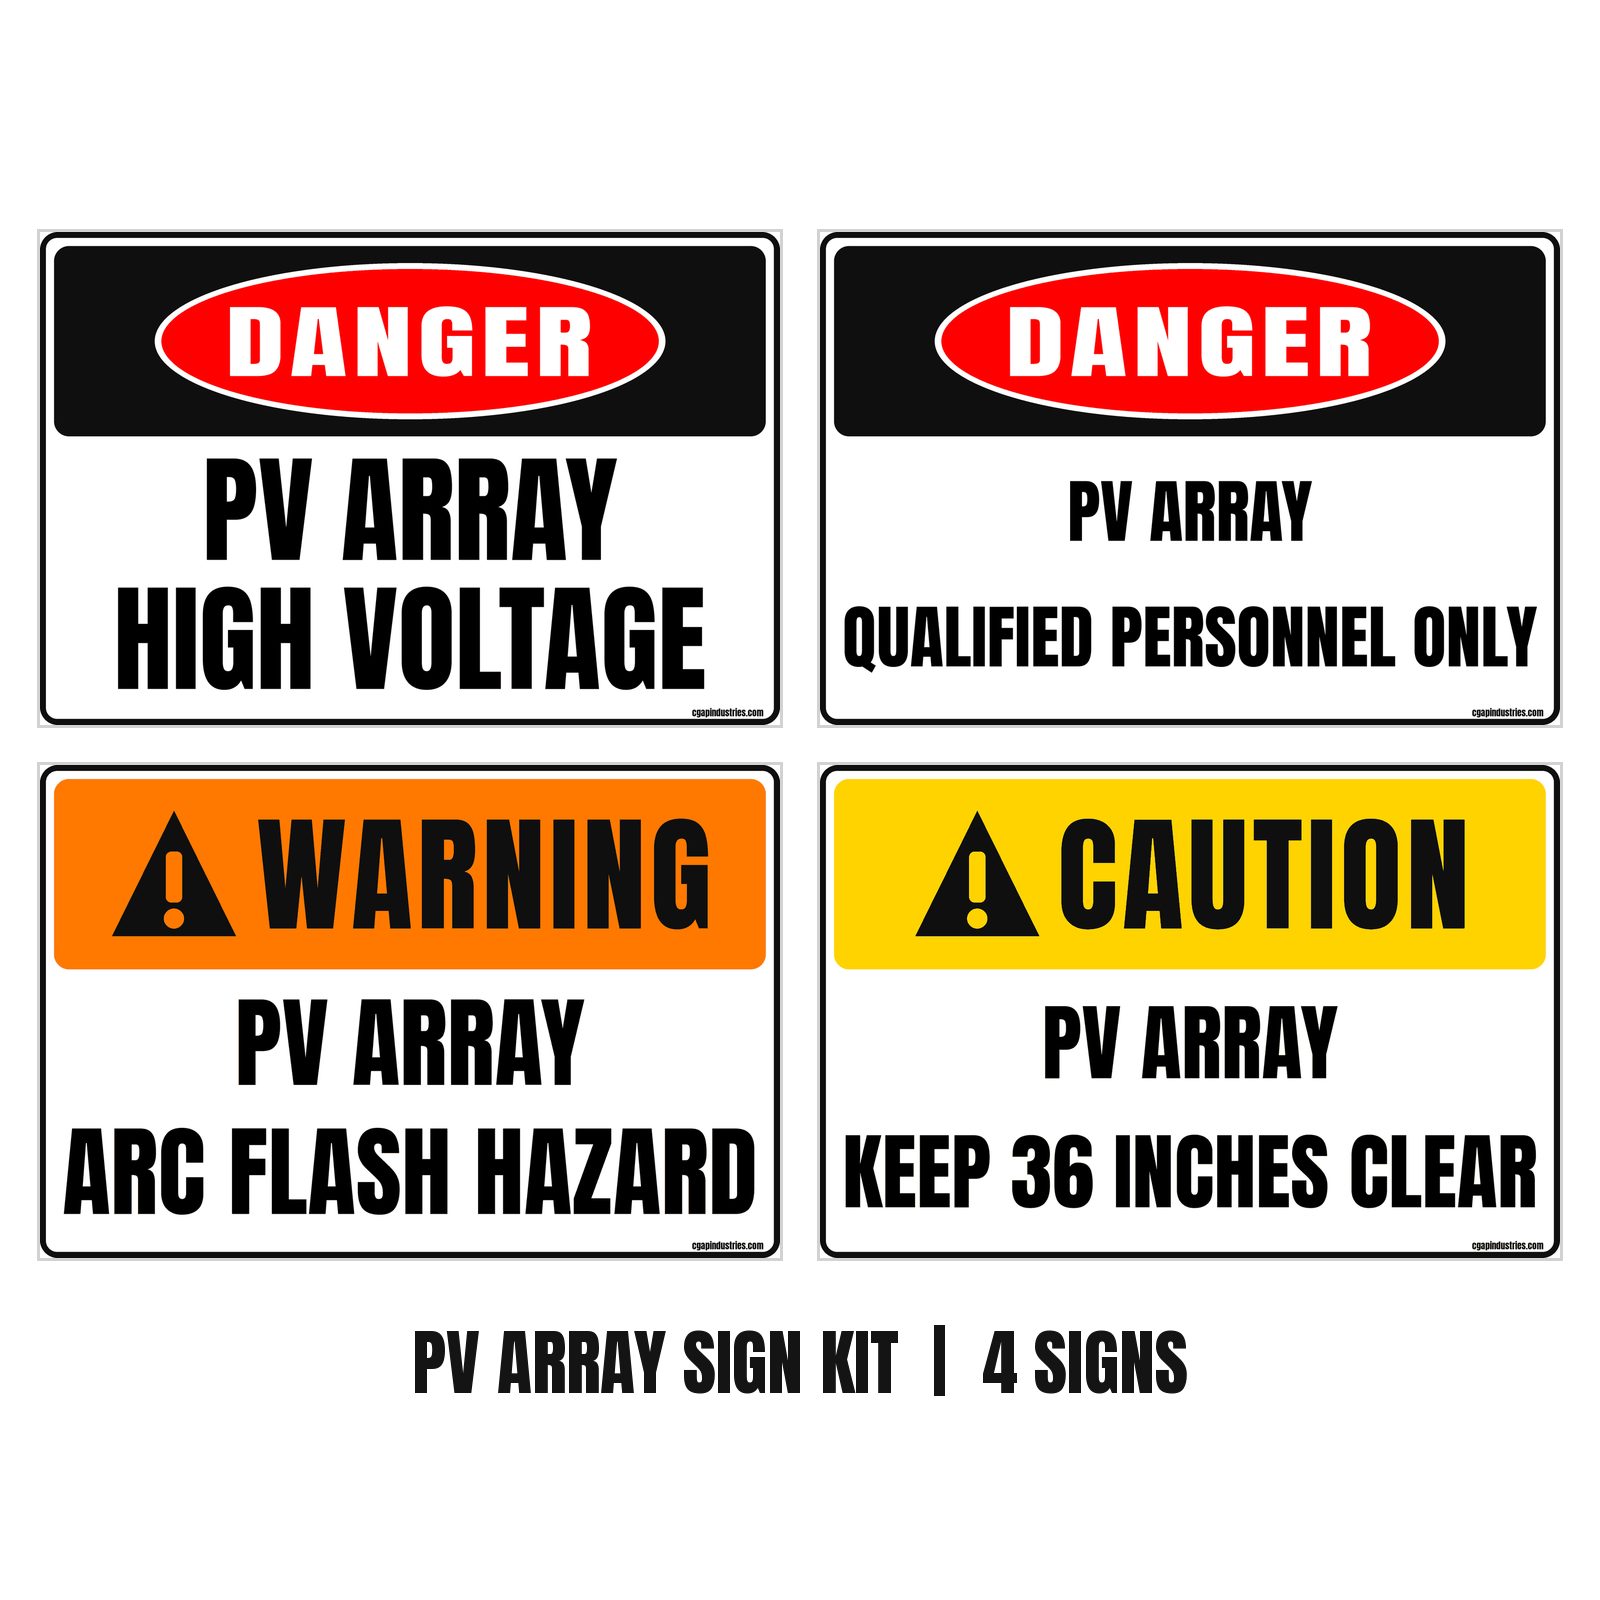 DANGER
PV ARRAY
HIGH VOLTAGE
cgapindustries.com
DANGER
PV ARRAY
QUALIFIED PERSONNEL ONLY
cgapindustries.com
WARNING
PV ARRAY
ARC FLASH HAZARD
cgapindustries.com
CAUTION
PV ARRAY
KEEP 36 INCHES CLEAR
cgapindustries.com
PV ARRAY SIGN KIT | 4 SIGNS